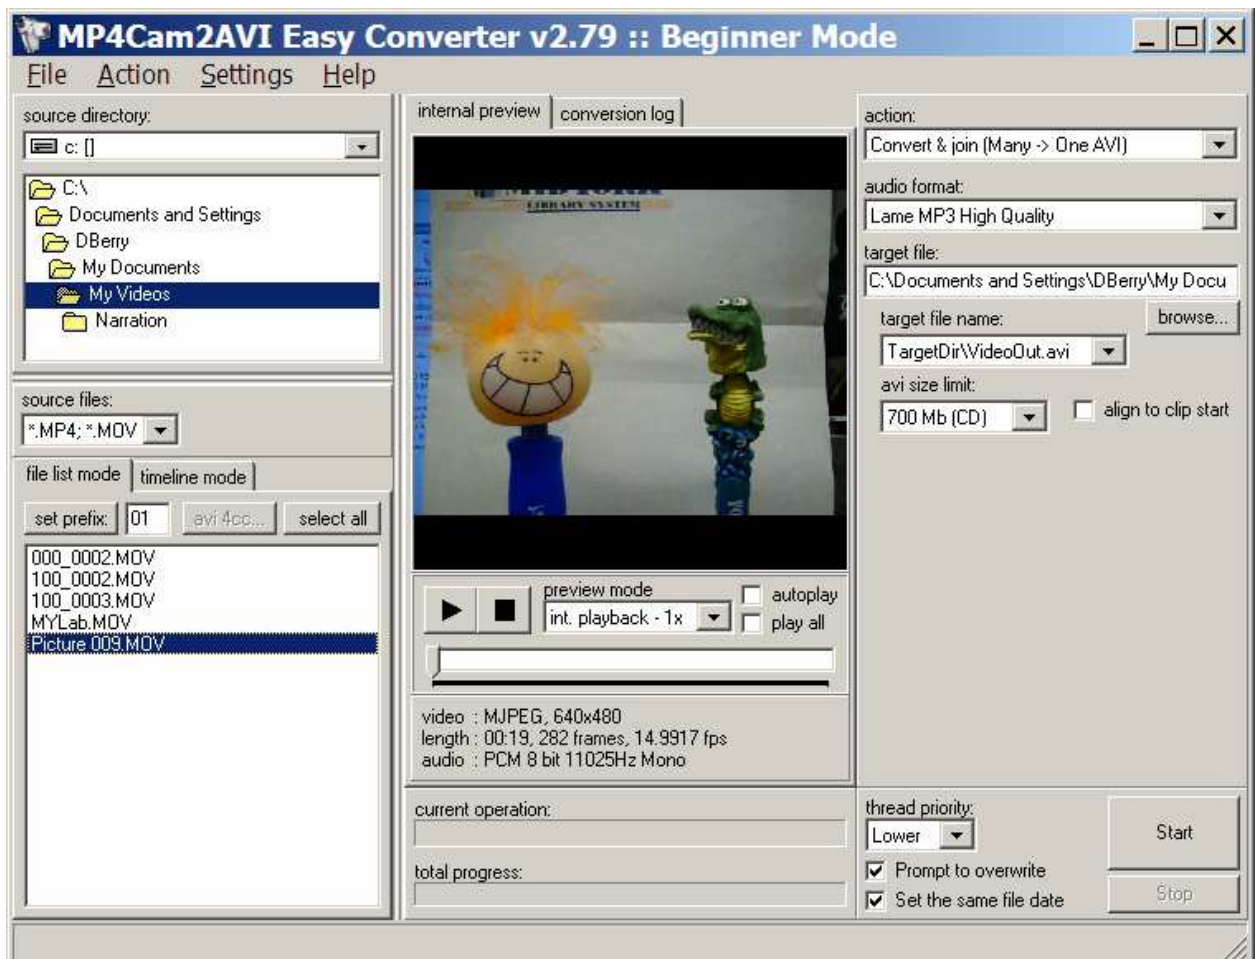 MP4Cam2AVI Easy Converter v2.79 :: Beginner Mode
File Action Settings Help
source directory:
c: []
C:\
Documents and Settings
DBerry
My Documents
My Videos
Narration
source files:
*.MP4; *.MOV
file list mode timeline mode
set prefix: 01 avi 4cc... select all
000_0002.MOV
100_0002.MOV
100_0003.MOV
MYLab.MOV
Picture 009.MOV
internal preview conversion log
LIBRARY SYSTEM
preview mode
int. playback - 1x
autoplay
play all
video : MJPEG, 640x480
length : 00:19, 282 frames, 14.9917 fps
audio : PCM 8 bit 11025Hz Mono
current operation:
total progress:
action:
Convert & join (Many -> One AVI)
audio format:
Lame MP3 High Quality
target file:
C:\Documents and Settings\DBerry\My Docu
target file name:
browse...
TargetDir\VideoOut.avi
avi size limit:
700 Mb (CD)
align to clip start
thread priority:
Lower
Prompt to overwrite
Set the same file date
Start
Stop